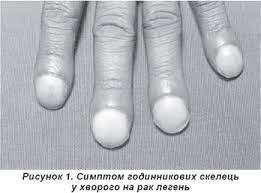 Рисунок 1. Симптом годинникових скелець
у хворого на рак легень